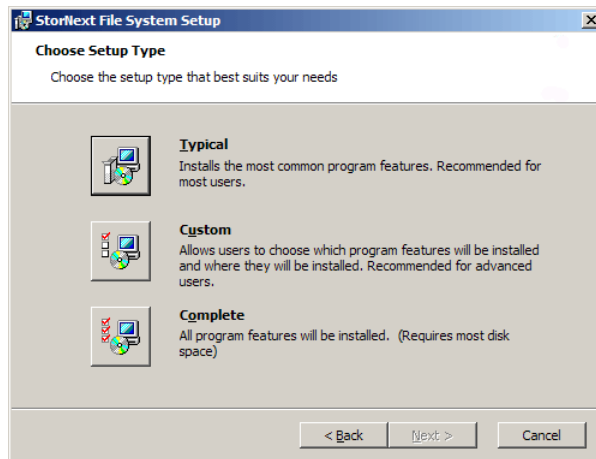 StorNext File System Setup
Choose Setup Type
Choose the setup type that best suits your needs
Typical
Installs the most common program features. Recommended for
most users.
Custom
Allows users to choose which program features will be installed
and where they will be installed. Recommended for advanced
users.
Complete
All program features will be installed. (Requires most disk
space)
< Back
Next >
Cancel